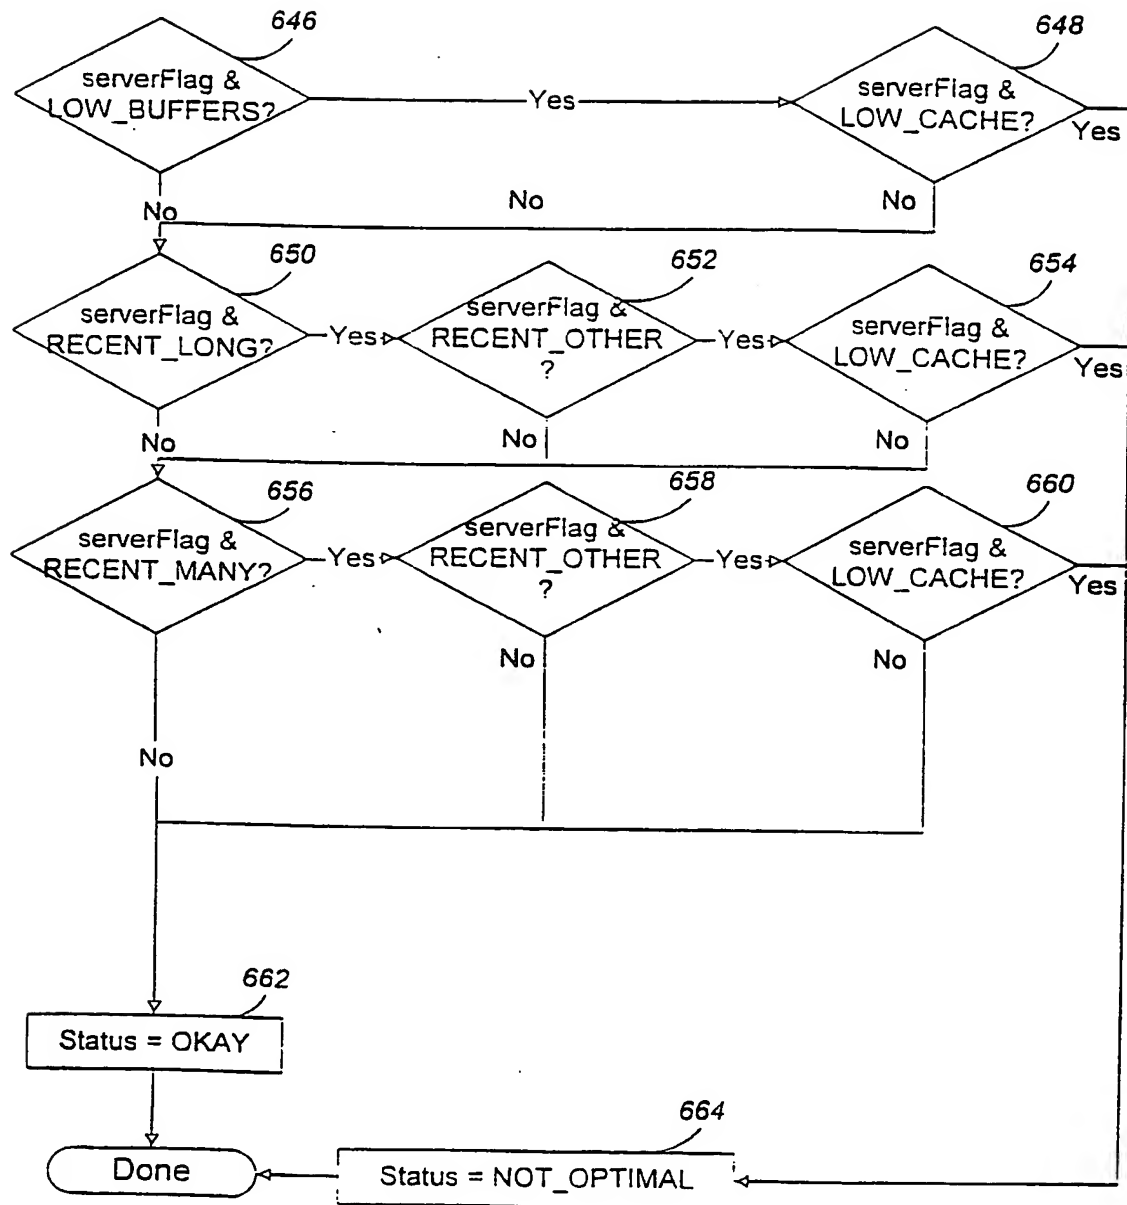 646
648
serverFlag &
LOW_BUFFERS?
Yes
serverFlag &
LOW_CACHE?
Yes
No
No
No
650
652
654
serverFlag &
RECENT_LONG?
Yes
serverFlag &
RECENT_OTHER
?
Yes
serverFlag &
LOW_CACHE?
Yes
No
No
No
656
658
660
serverFlag &
RECENT_MANY?
Yes
serverFlag &
RECENT_OTHER
?
Yes
serverFlag &
LOW_CACHE?
Yes
No
No
No
662
Status = OKAY
664
Done
Status = NOT_OPTIMAL